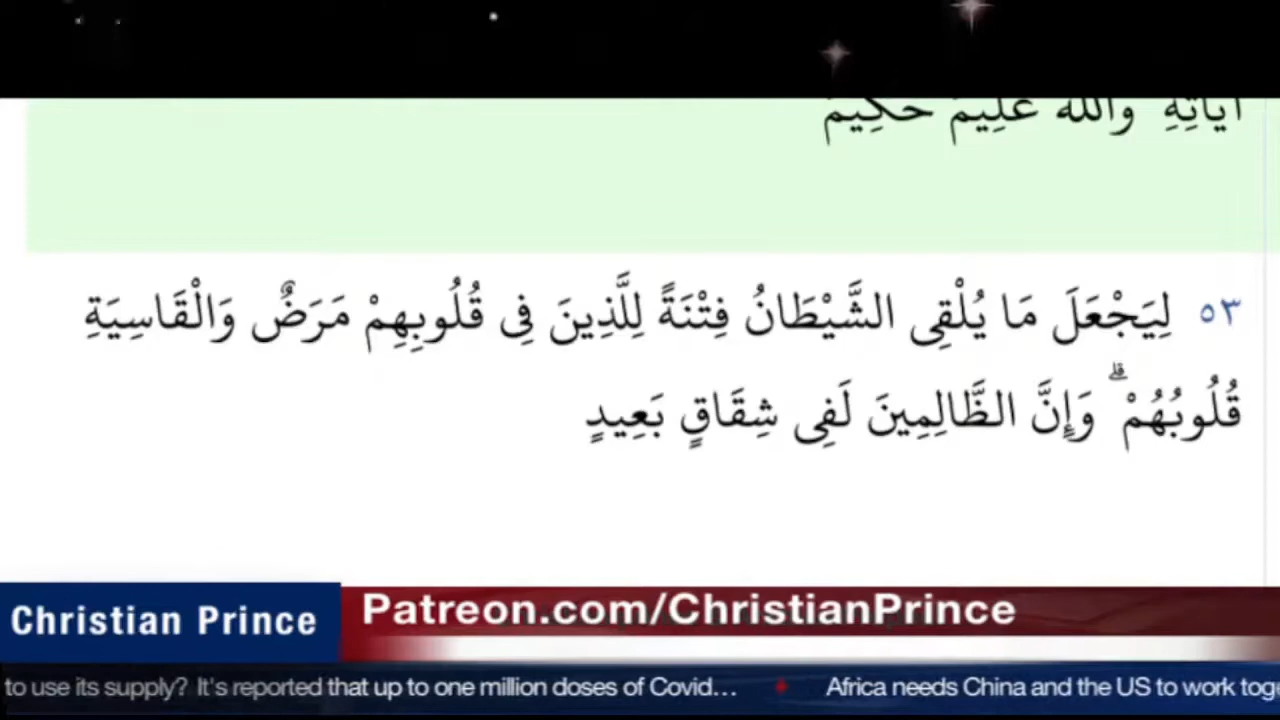 آيَاتِهِ وَاللَّهُ عَلِيمٌ حَكِيمٌ
٥٣ لِيَجْعَلَ مَا يُلْقِى الشَّيْطَانُ فِتْنَةً لِلَّذِينَ فِى قُلُوبِهِمْ مَرَضٌ وَالْقَاسِيَةِ
قُلُوبُهُمْ ۗ وَإِنَّ الظَّالِمِينَ لَفِى شِقَاقٍ بَعِيدٍ
Christian Prince
Patreon.com/ChristianPrince
to use its supply? It's reported that up to one million doses of Covid... Africa needs China and the US to work